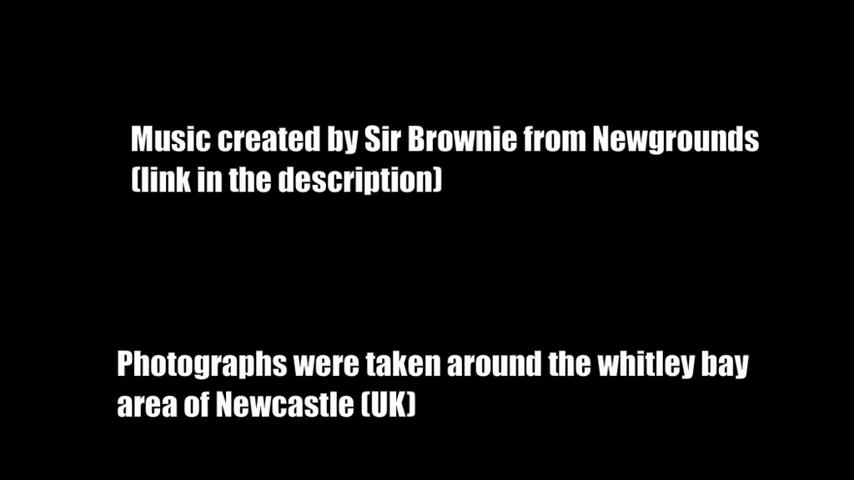 Music created by Sir Brownie from Newgrounds
(link in the description)
Photographs were taken around the whitley bay
area of Newcastle (UK)